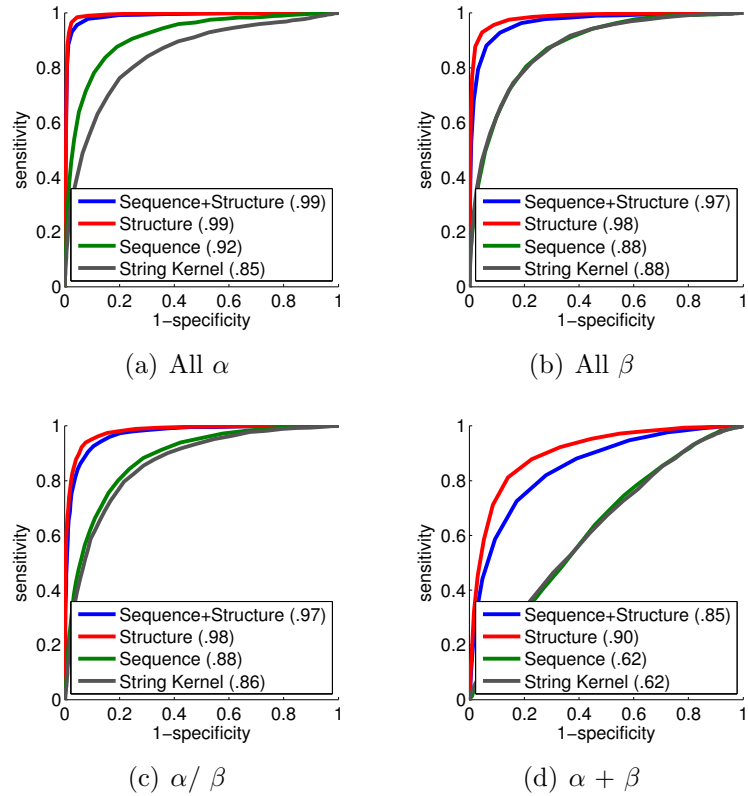 1
0.8
0.6
0.4
0.2
0
sensitivity
Sequence+Structure (.99)
Structure (.99)
Sequence (.92)
String Kernel (.85)
0 0.2 0.4 0.6 0.8 1
1−specificity
(a) All α
1
0.8
0.6
0.4
0.2
0
sensitivity
Sequence+Structure (.97)
Structure (.98)
Sequence (.88)
String Kernel (.88)
0 0.2 0.4 0.6 0.8 1
1−specificity
(b) All β
1
0.8
0.6
0.4
0.2
0
sensitivity
Sequence+Structure (.97)
Structure (.98)
Sequence (.88)
String Kernel (.86)
0 0.2 0.4 0.6 0.8 1
1−specificity
(c) α/ β
1
0.8
0.6
0.4
0.2
0
sensitivity
Sequence+Structure (.85)
Structure (.90)
Sequence (.62)
String Kernel (.62)
0 0.2 0.4 0.6 0.8 1
1−specificity
(d) α + β